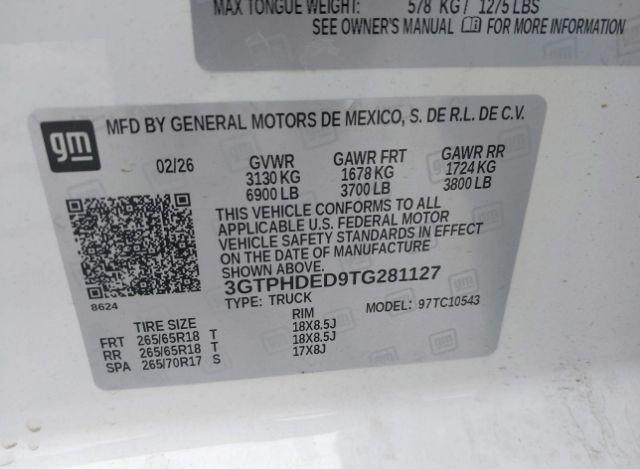 MAX TONGUE WEIGHT: 578 KG / 1275 LBS
SEE OWNER'S MANUAL FOR MORE INFORMATION
gm
MFD BY GENERAL MOTORS DE MEXICO, S. DE R.L. DE C.V.
02/26 GVWR GAWR FRT GAWR RR
3130 KG 1678 KG 1724 KG
6900 LB 3700 LB 3800 LB
THIS VEHICLE CONFORMS TO ALL
APPLICABLE U.S. FEDERAL MOTOR
VEHICLE SAFETY STANDARDS IN EFFECT
ON THE DATE OF MANUFACTURE
SHOWN ABOVE.
3GTPHDED9TG281127
8624
TYPE: TRUCK MODEL: 97TC10543
TIRE SIZE RIM
FRT 265/65R18 T 18X8.5J
RR 265/65R18 T 18X8.5J
SPA 265/70R17 S 17X8J